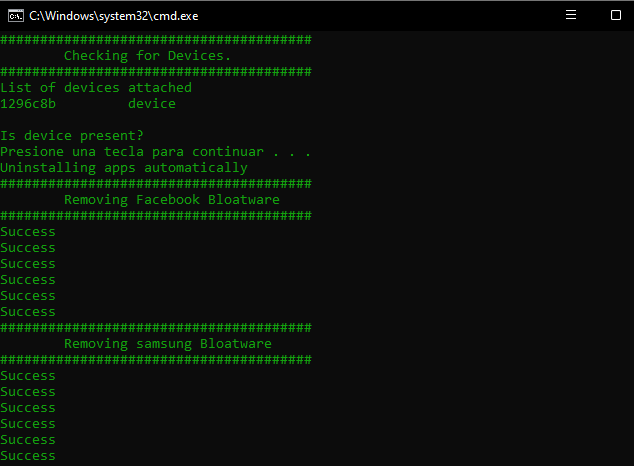 C:\Windows\system32\cmd.exe
#######################################
Checking for Devices.
#######################################
List of devices attached
1296c8b device
Is device present?
Presione una tecla para continuar . . .
Uninstalling apps automatically
#######################################
Removing Facebook Bloatware
#######################################
Success
Success
Success
Success
Success
Success
#######################################
Removing samsung Bloatware
#######################################
Success
Success
Success
Success
Success
Success